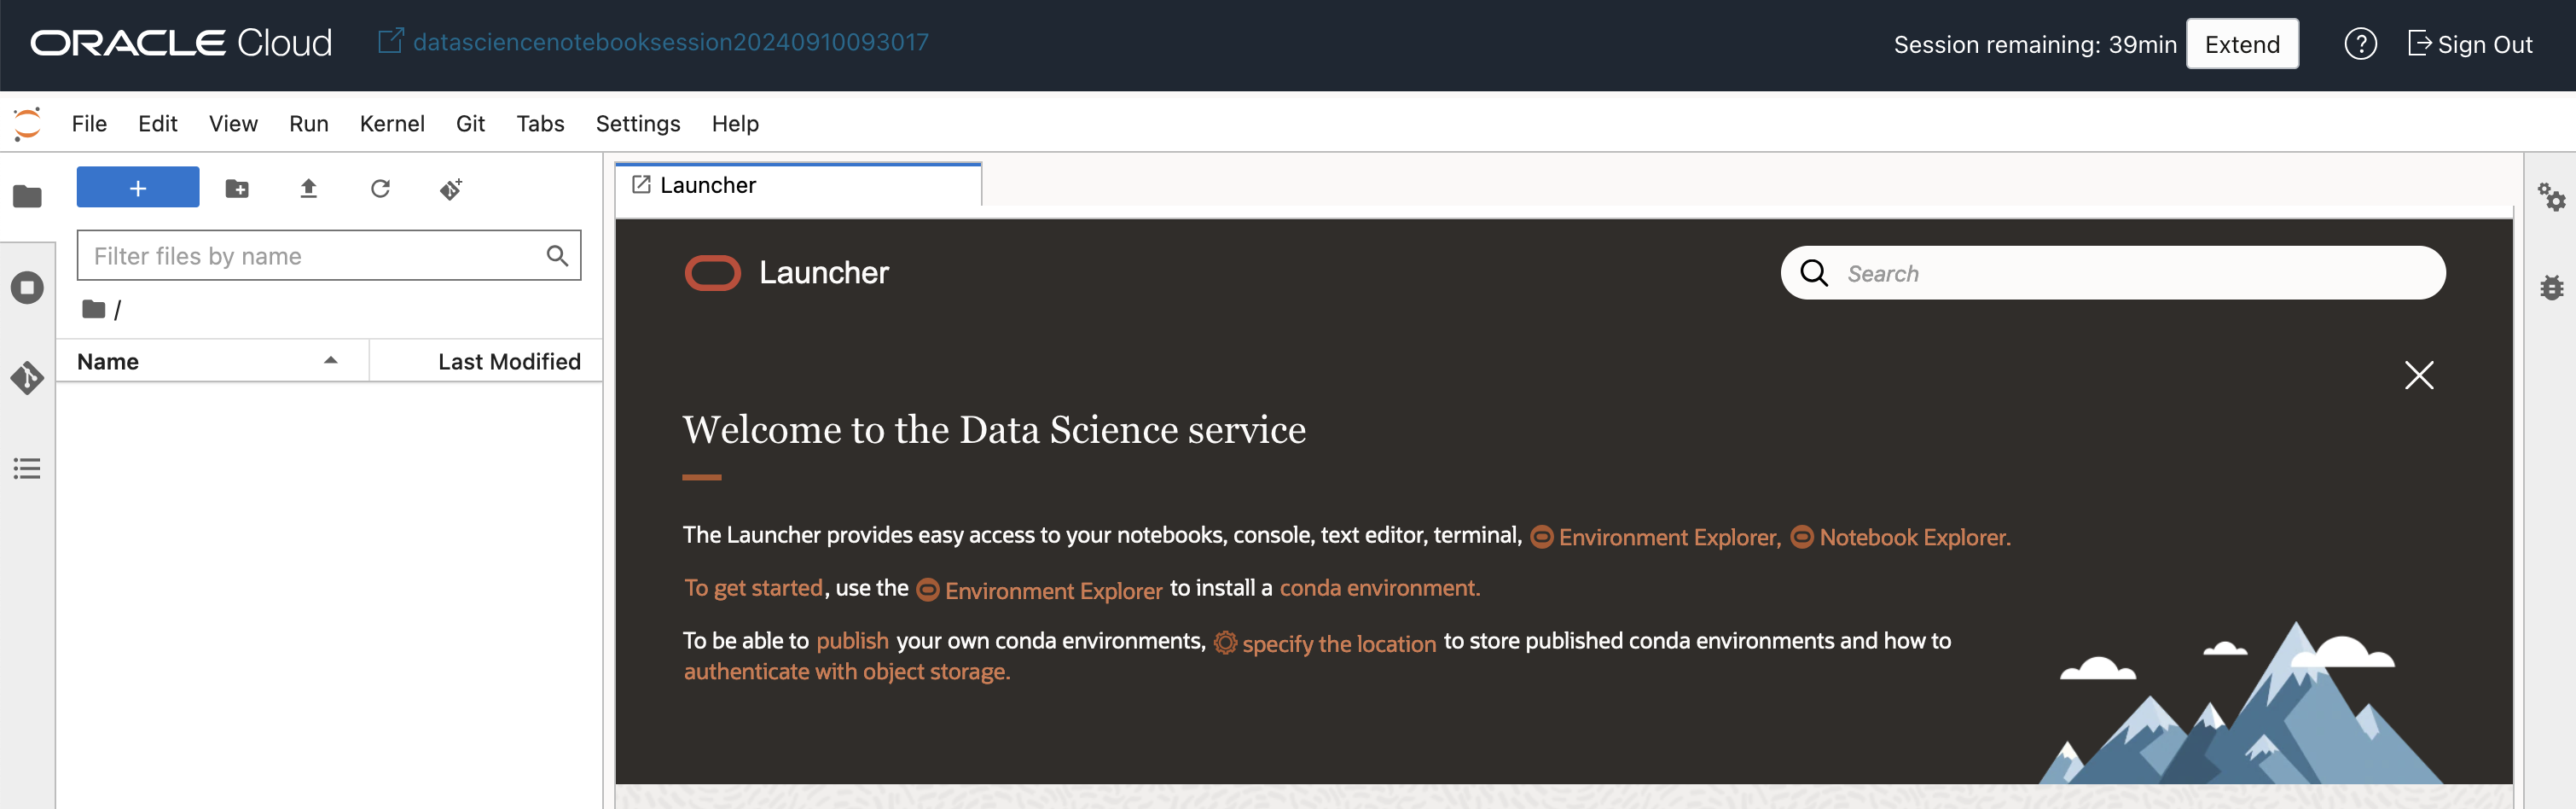 ORACLE Cloud datasciencenotebooksession20240910093017 Session remaining: 39min Extend ? Sign Out
File Edit View Run Kernel Git Tabs Settings Help
+
Launcher
Filter files by name
/
Name Last Modified
Launcher
Search
Welcome to the Data Science service
The Launcher provides easy access to your notebooks, console, text editor, terminal, Environment Explorer, Notebook Explorer.
To get started, use the Environment Explorer to install a conda environment.
To be able to publish your own conda environments, specify the location to store published conda environments and how to
authenticate with object storage.